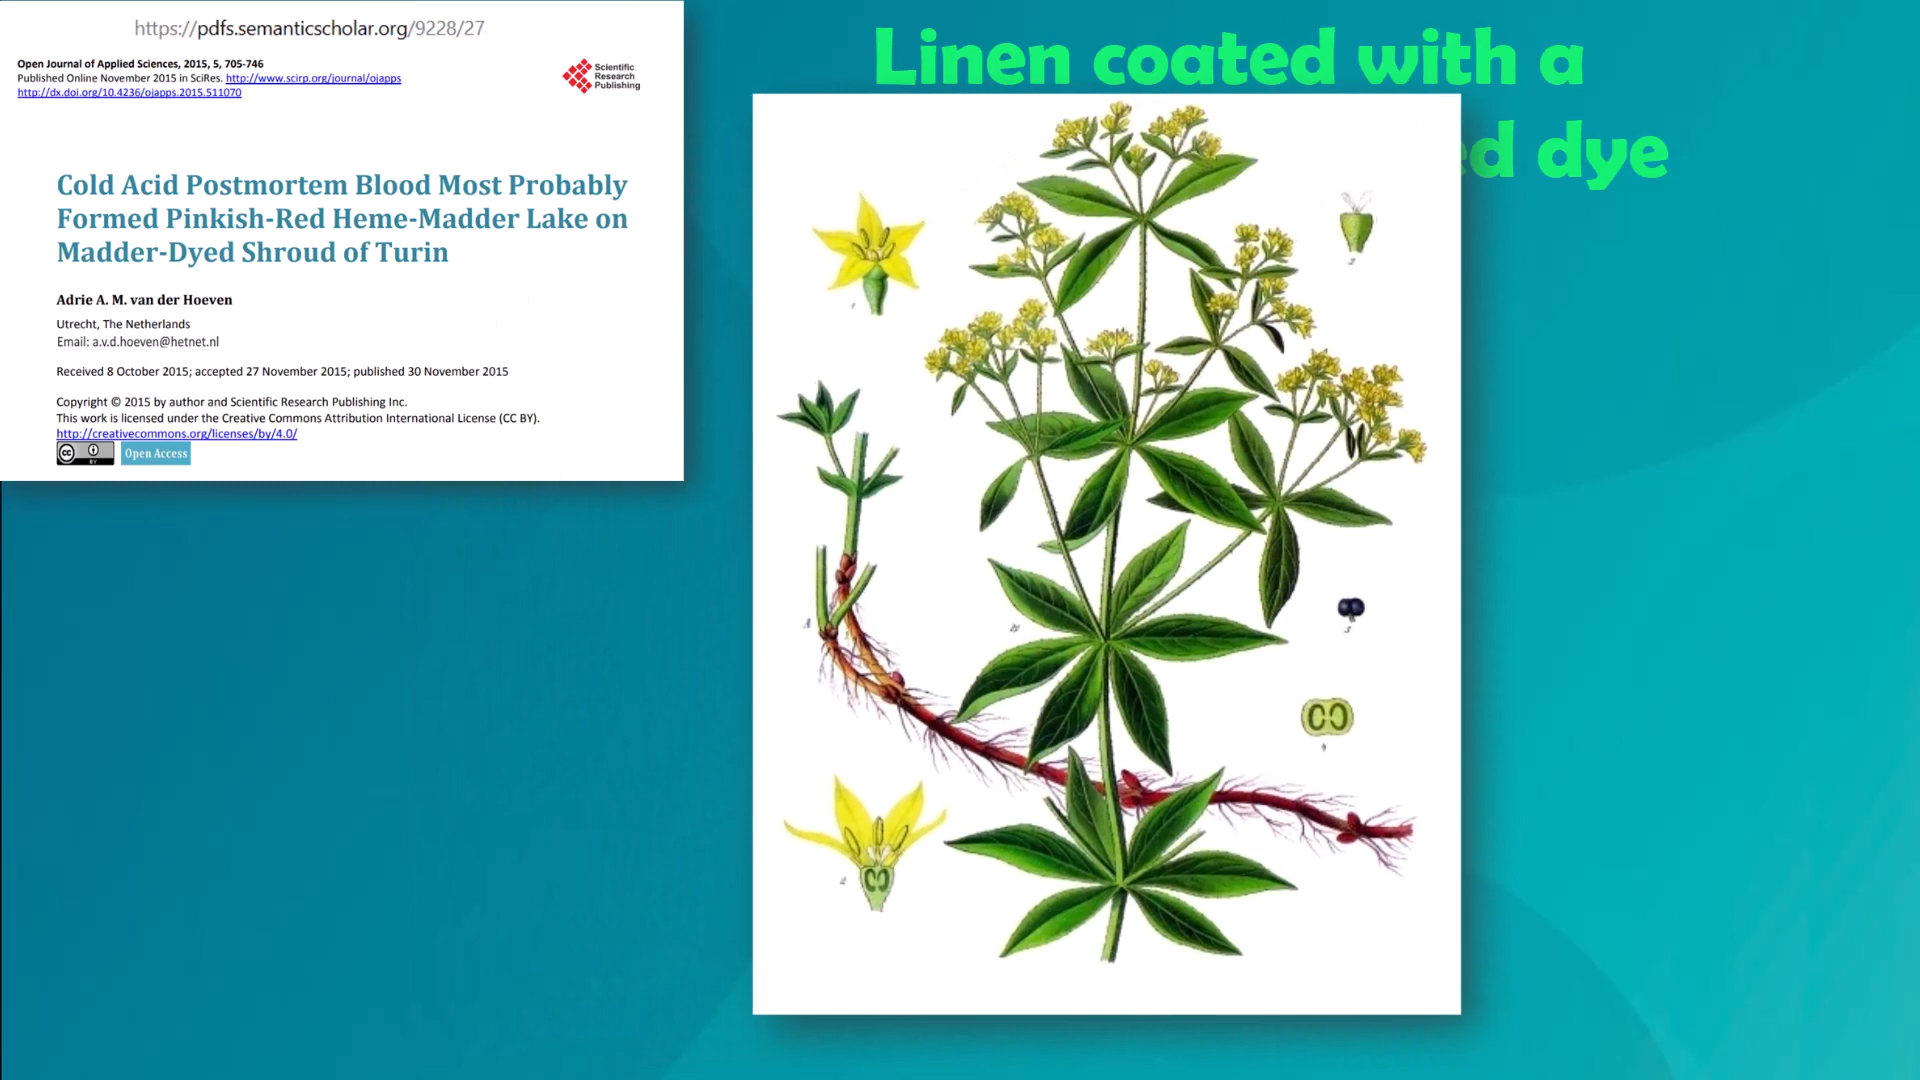 https://pdfs.semanticscholar.org/9228/27
Open Journal of Applied Sciences, 2015, 5, 705-746
Published Online November 2015 in SciRes. http://www.scirp.org/journal/ojapps
http://dx.doi.org/10.4236/ojapps.2015.511070
Scientific
Research
Publishing
Cold Acid Postmortem Blood Most Probably
Formed Pinkish-Red Heme-Madder Lake on
Madder-Dyed Shroud of Turin
Adrie A. M. van der Hoeven
Utrecht, The Netherlands
Email: a.v.d.hoeven@hetnet.nl
Received 8 October 2015; accepted 27 November 2015; published 30 November 2015
Copyright © 2015 by author and Scientific Research Publishing Inc.
This work is licensed under the Creative Commons Attribution International License (CC BY).
http://creativecommons.org/licenses/by/4.0/
cc BY Open Access
Linen coated with a
dye